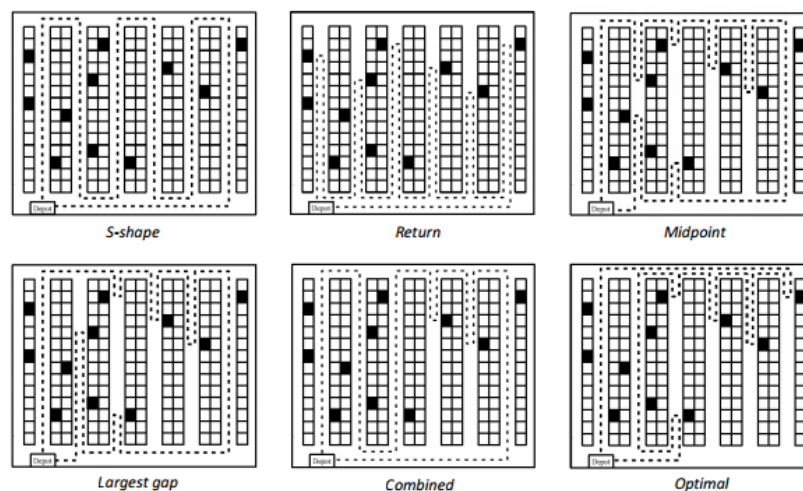 Depot
Depot
Depot
S-shape
Return
Midpoint
Depot
Depot
Depot
Largest gap
Combined
Optimal